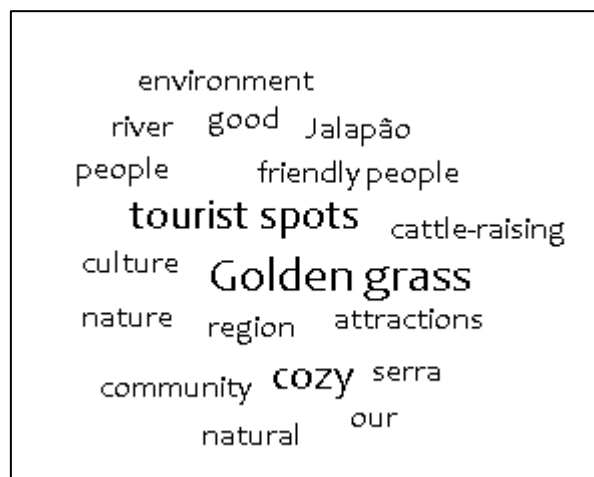 environment
river good Jalapão
people friendly people
tourist spots cattle-raising
culture Golden grass
nature region attractions
community cozy serra
natural our